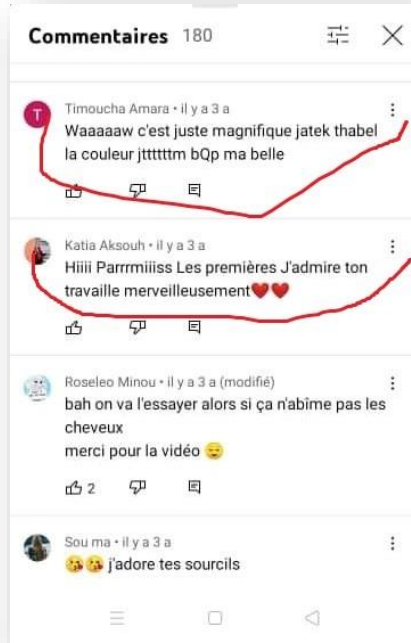 Commentaires 180
T
Timoucha Amara • il y a 3 a
Waaaaaw c'est juste magnifique jatek thabel
la couleur jttttttm bQp ma belle
Katia Aksouh • il y a 3 a
Hiiii Parrrmiiiss Les premières J'admire ton
travaille merveilleusement❤️❤️
Roseleo Minou • il y a 3 a (modifié)
bah on va l'essayer alors si ça n'abîme pas les
cheveux
merci pour la vidéo 😌
2
Sou ma • il y a 3 a
😘😘 j'adore tes sourcils